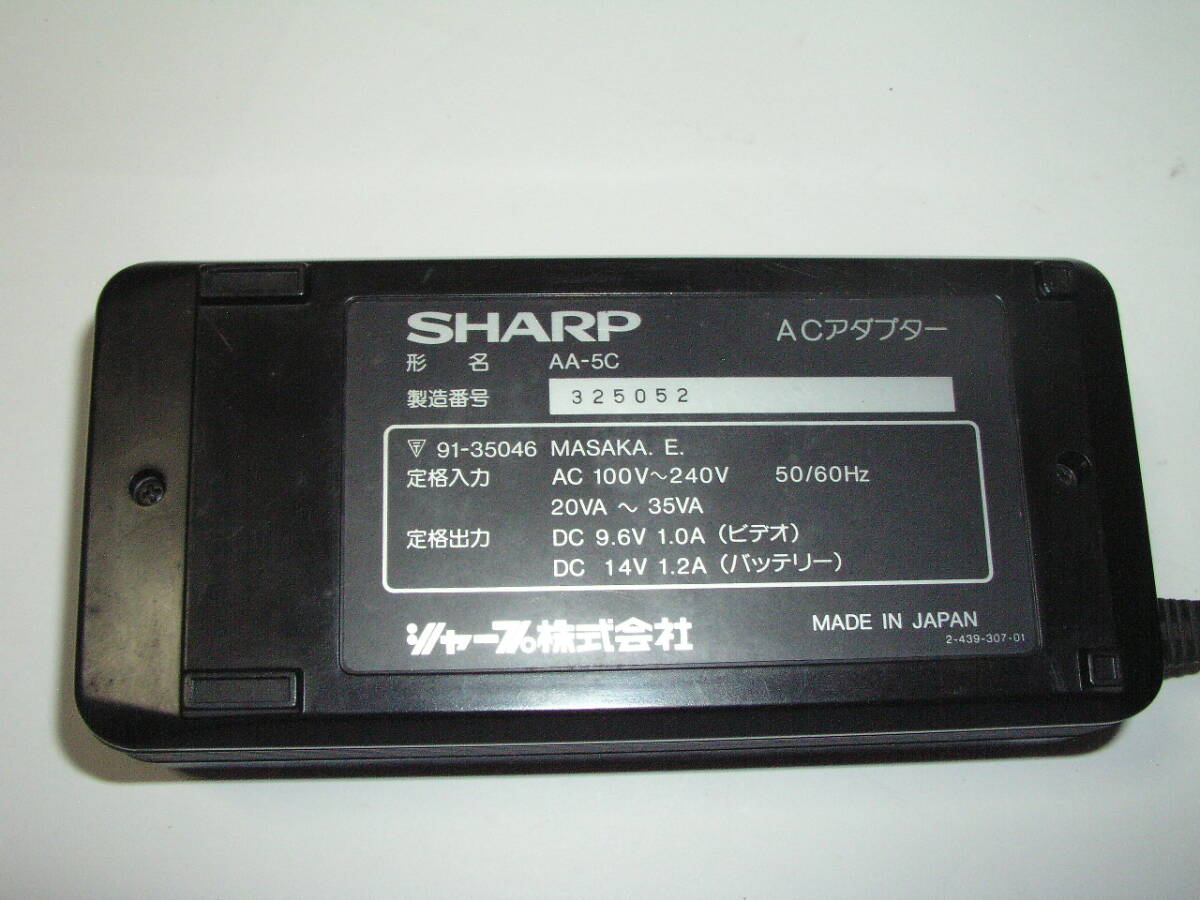 SHARP ACアダプター
形 名 AA-5C
製造番号 325052
91-35046 MASAKA. E.
定格入力 AC 100V～240V 50/60Hz
20VA ～ 35VA
定格出力 DC 9.6V 1.0A（ビデオ）
DC 14V 1.2A（バッテリー）
シャープ株式会社 MADE IN JAPAN
2-439-307-01